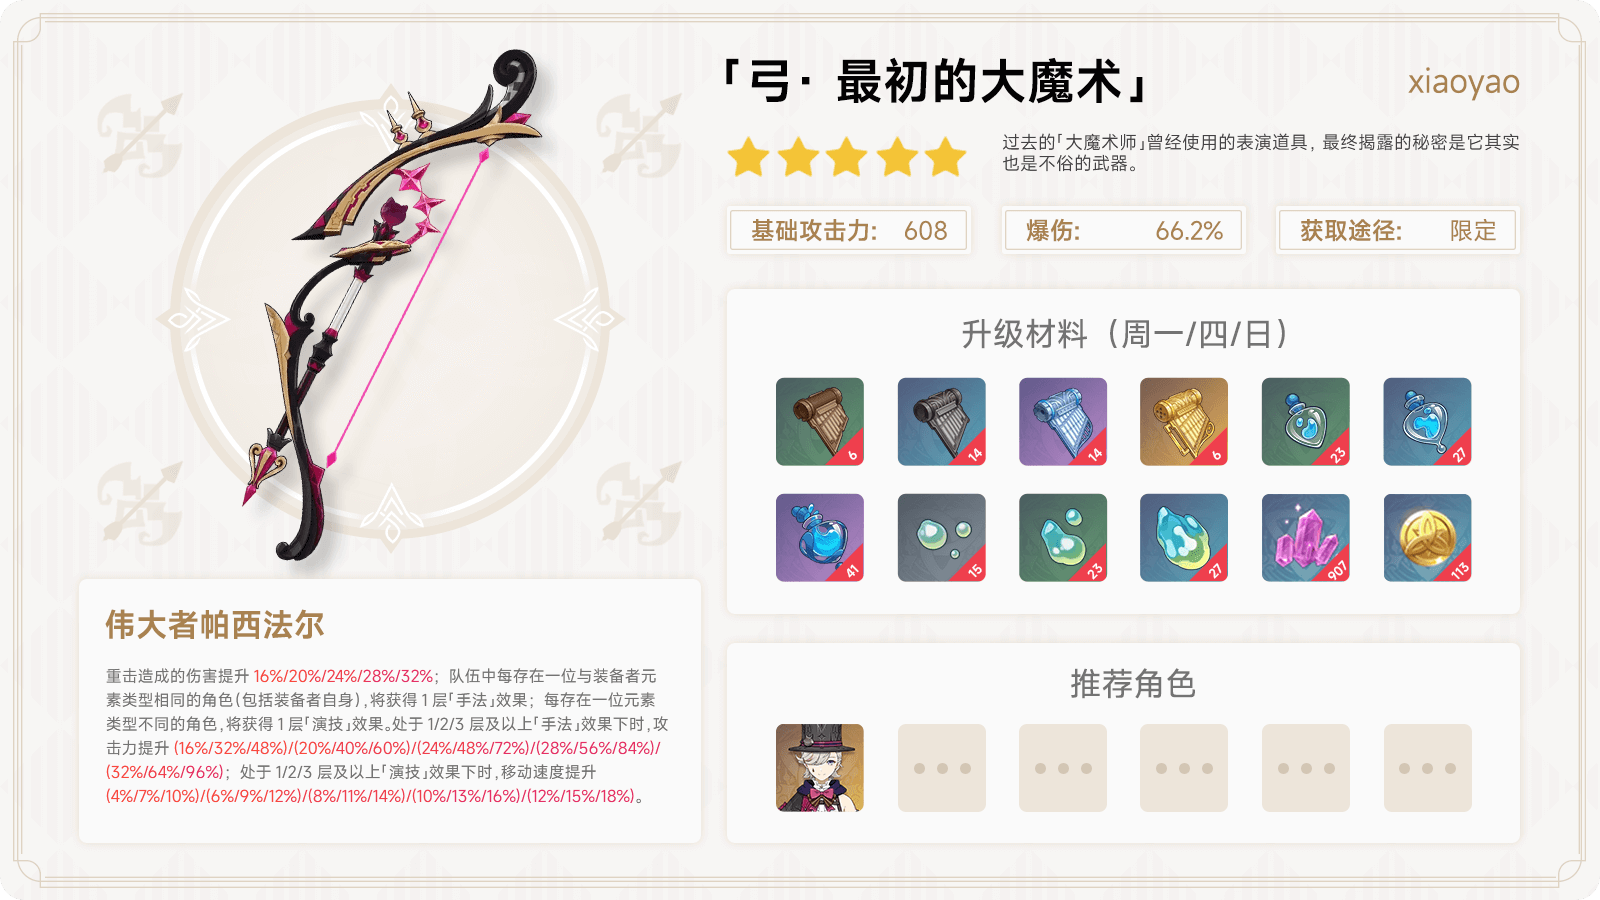 「弓· 最初的大魔术」
xiaoyao
过去的「大魔术师」曾经使用的表演道具，最终揭露的秘密是它其实
也是不俗的武器。
基础攻击力: 608
爆伤: 66.2%
获取途径: 限定
升级材料（周一/四/日）
6 14 14 6 23 27
41 15 23 27 907 113
伟大者帕西法尔
重击造成的伤害提升 16%/20%/24%/28%/32%；队伍中每存在一位与装备者元
素类型相同的角色(包括装备者自身),将获得 1 层「手法」效果；每存在一位元素
类型不同的角色,将获得 1 层「演技」效果。处于 1/2/3 层及以上「手法」效果下时,攻
击力提升 (16%/32%/48%)/(20%/40%/60%)/(24%/48%/72%)/(28%/56%/84%)/
(32%/64%/96%)；处于 1/2/3 层及以上「演技」效果下时,移动速度提升
(4%/7%/10%)/(6%/9%/12%)/(8%/11%/14%)/(10%/13%/16%)/(12%/15%/18%)。
推荐角色